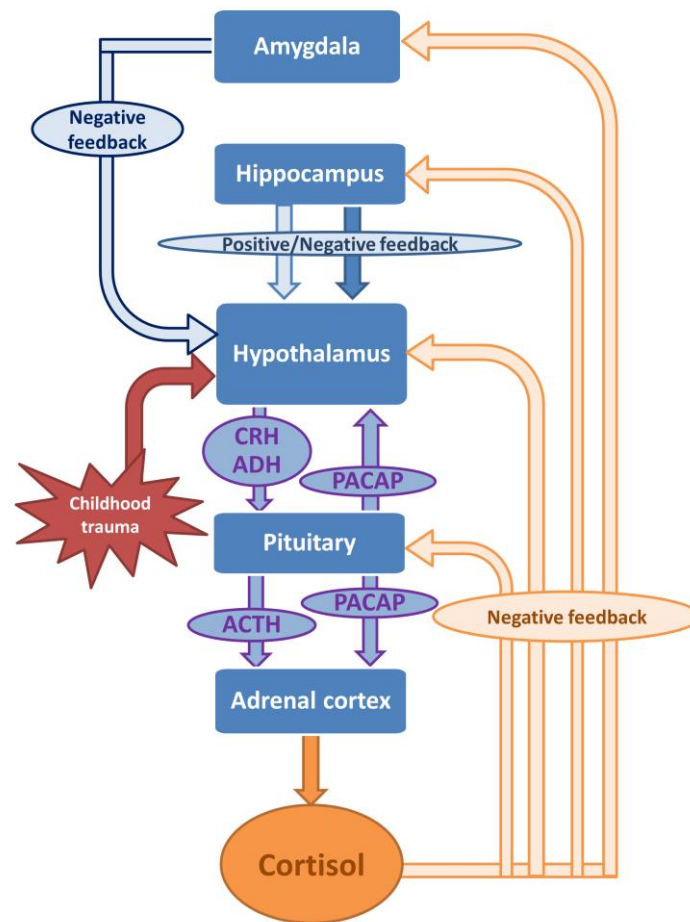 Amygdala
Negative
feedback
Hippocampus
Positive/Negative feedback
Hypothalamus
CRH
ADH
PACAP
Childhood
trauma
Pituitary
ACTH
PACAP
Negative feedback
Adrenal cortex
Cortisol